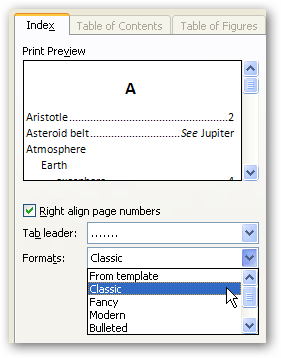 Index Table of Contents Table of Figures
Print Preview
A
Aristotle..................................................2
Asteroid belt..............................See Jupiter
Atmosphere
Earth
Right align page numbers
Tab leader: .......
Formats: Classic
From template
Classic
Fancy
Modern
Bulleted